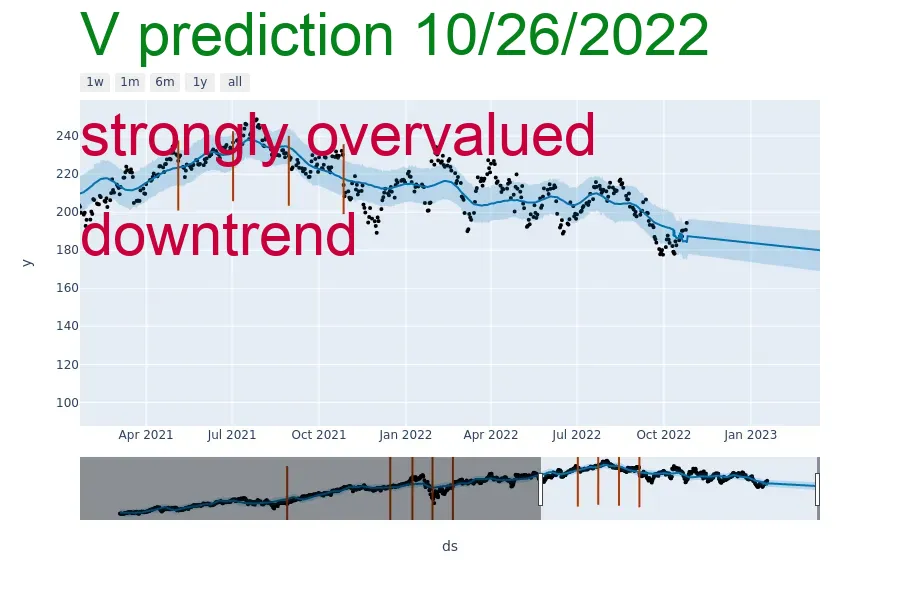 V prediction 10/26/2022
1w 1m 6m 1y all
strongly overvalued
downtrend
240
220
200
180
160
140
120
100
y
Apr 2021 Jul 2021 Oct 2021 Jan 2022 Apr 2022 Jul 2022 Oct 2022 Jan 2023
ds